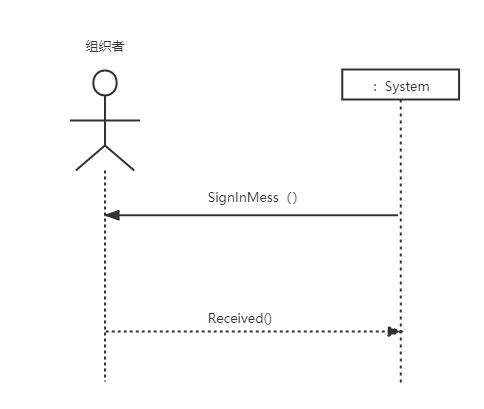 组织者
：System
SignInMess（）
Received()